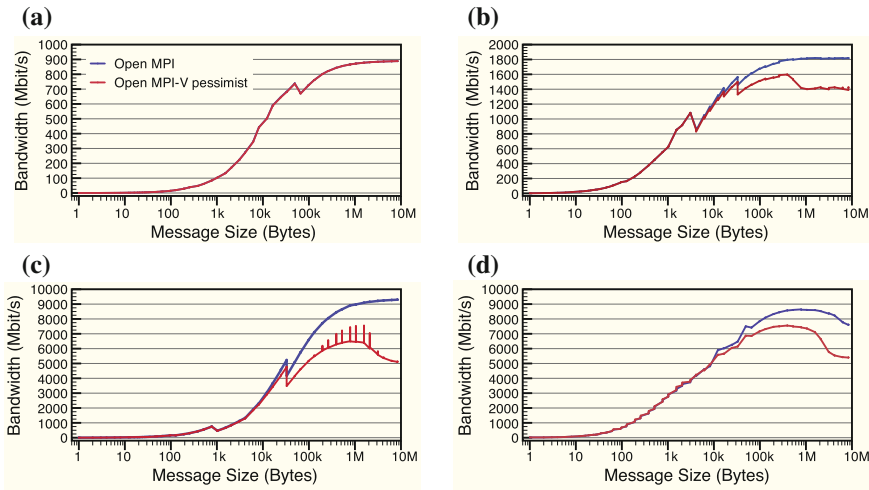 (a)
Bandwidth (Mbit/s)
1000
900
800
700
600
500
400
300
200
100
0
Open MPI
Open MPI-V pessimist
1 10 100 1k 10k 100k 1M 10M
Message Size (Bytes)
(b)
Bandwidth (Mbit/s)
2000
1800
1600
1400
1200
1000
800
600
400
200
0
1 10 100 1k 10k 100k 1M 10M
Message Size (Bytes)
(c)
Bandwidth (Mbit/s)
10000
9000
8000
7000
6000
5000
4000
3000
2000
1000
0
1 10 100 1k 10k 100k 1M 10M
Message Size (Bytes)
(d)
Bandwidth (Mbit/s)
10000
9000
8000
7000
6000
5000
4000
3000
2000
1000
0
1 10 100 1k 10k 100k 1M 10M
Message Size (Bytes)